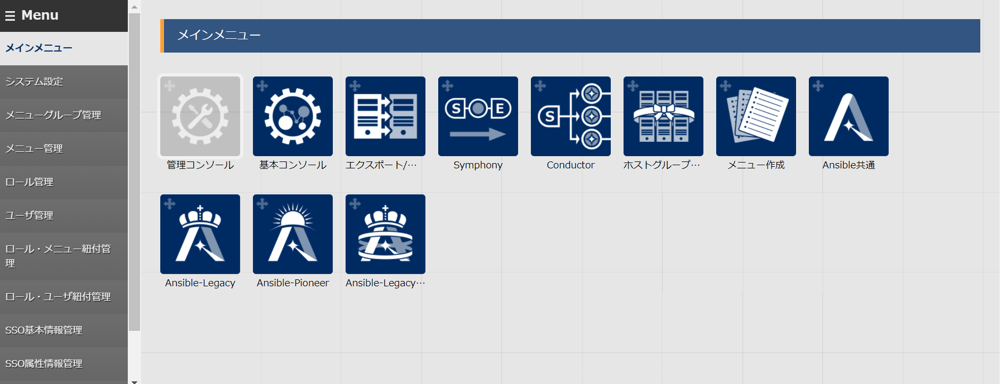 Menu
メインメニュー
システム設定
メニューグループ管理
メニュー管理
ロール管理
ユーザ管理
ロール・メニュー紐付管
理
ロール・ユーザ紐付管理
SSO基本情報管理
SSO属性情報管理
メインメニュー
管理コンソール
基本コンソール
エクスポート/…
S E
Symphony
S
Conductor
ホストグループ…
メニュー作成
Ansible共通
Ansible-Legacy
Ansible-Pioneer
Ansible-Legacy…